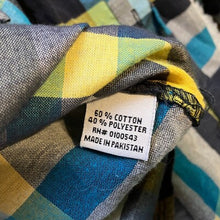 60 % COTTON
40 % POLYESTER
RN# 0100543
MADE IN PAKISTAN